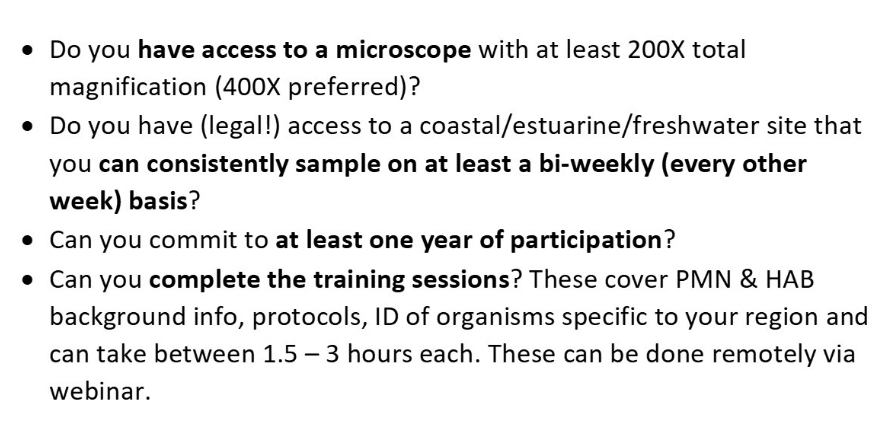 • Do you have access to a microscope with at least 200X total
magnification (400X preferred)?
• Do you have (legal!) access to a coastal/estuarine/freshwater site that
you can consistently sample on at least a bi-weekly (every other
week) basis?
• Can you commit to at least one year of participation?
• Can you complete the training sessions? These cover PMN & HAB
background info, protocols, ID of organisms specific to your region and
can take between 1.5 – 3 hours each. These can be done remotely via
webinar.